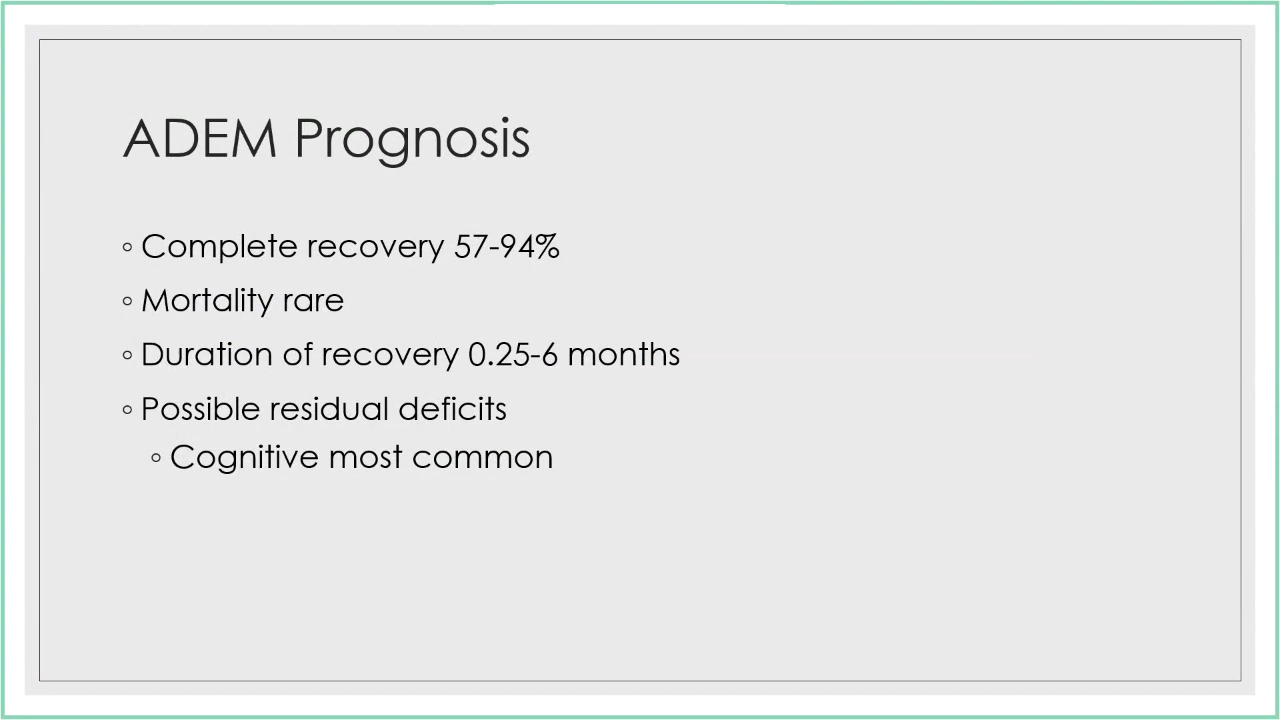 ADEM Prognosis
◦ Complete recovery 57-94%
◦ Mortality rare
◦ Duration of recovery 0.25-6 months
◦ Possible residual deficits
◦ Cognitive most common